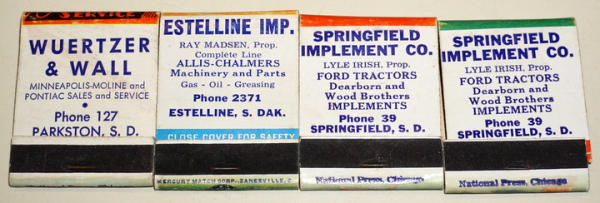 SERVICE
WUERTZER
& WALL
MINNEAPOLIS-MOLINE and
PONTIAC SALES and SERVICE
•
Phone 127
PARKSTON, S. D.
ESTELLINE IMP.
RAY MADSEN, Prop.
Complete Line
ALLIS-CHALMERS
Machinery and Parts
Gas - Oil - Greasing
Phone 2371
ESTELLINE, S. DAK.
CLOSE COVER FOR SAFETY
MERCURY MATCH CORP., ZANESVILLE, O
SPRINGFIELD
IMPLEMENT CO.
LYLE IRISH, Prop.
FORD TRACTORS
Dearborn and
Wood Brothers
IMPLEMENTS
Phone 39
SPRINGFIELD, S. D.
National Press, Chicago
SPRINGFIELD
IMPLEMENT CO.
LYLE IRISH, Prop.
FORD TRACTORS
Dearborn and
Wood Brothers
IMPLEMENTS
Phone 39
SPRINGFIELD, S. D.
National Press, Chicago